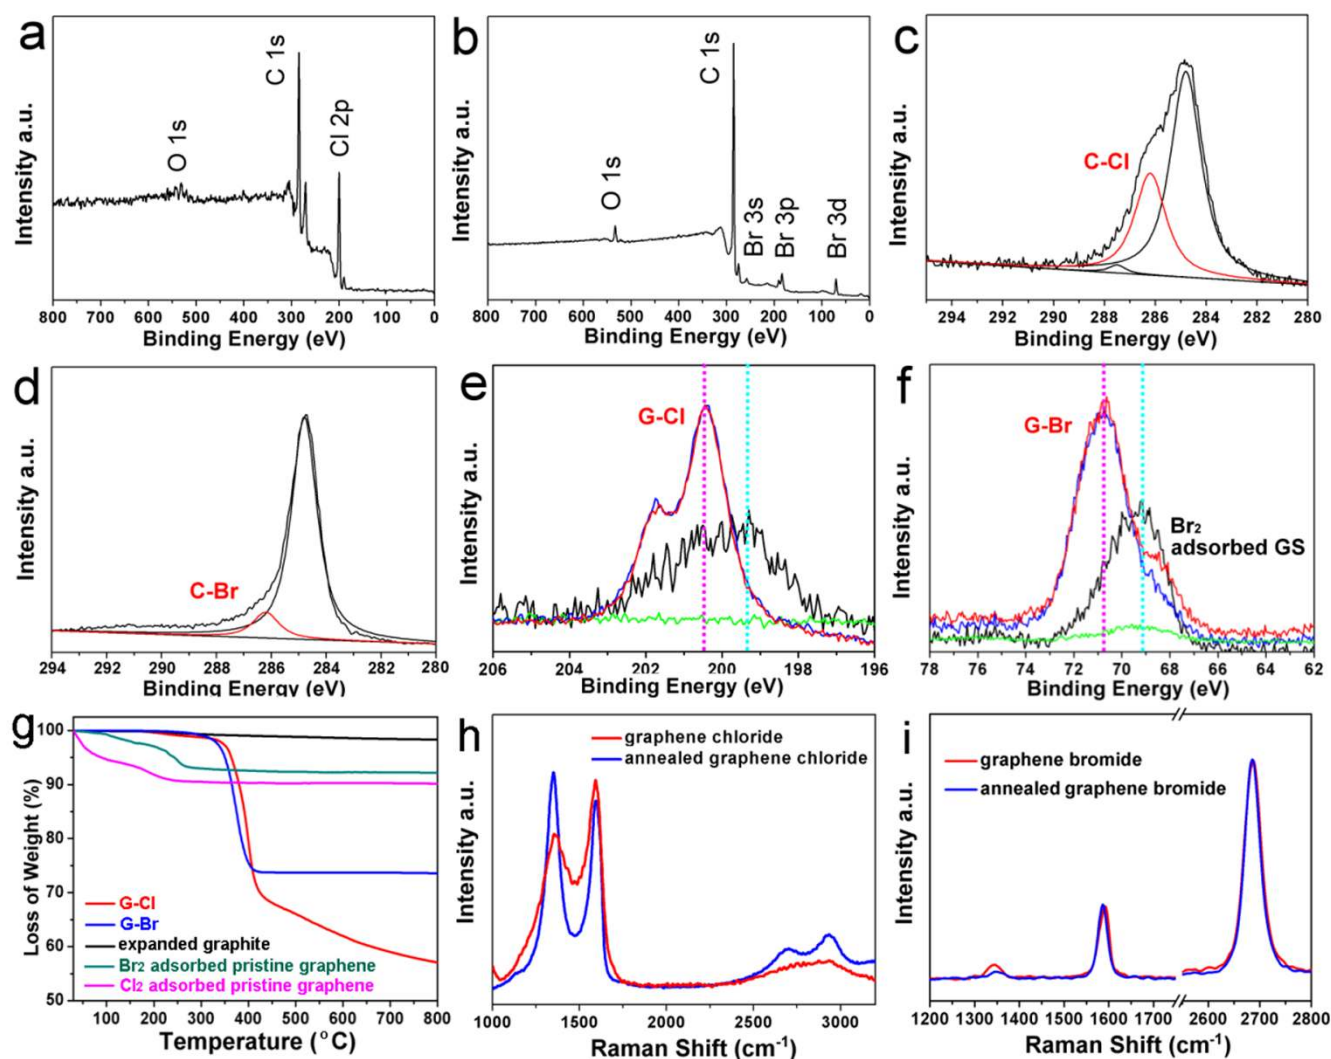 a
Intensity a.u.
O 1s
C 1s
Cl 2p
800 700 600 500 400 300 200 100 0
Binding Energy (eV)
b
Intensity a.u.
O 1s
C 1s
Br 3s
Br 3p
Br 3d
800 700 600 500 400 300 200 100 0
Binding Energy (eV)
c
Intensity a.u.
C-Cl
294 292 290 288 286 284 282 280
Binding Energy (eV)
d
Intensity a.u.
C-Br
294 292 290 288 286 284 282 280
Binding Energy (eV)
e
Intensity a.u.
G-Cl
206 204 202 200 198 196
Binding Energy (eV)
f
Intensity a.u.
G-Br
Br2
adsorbed GS
78 76 74 72 70 68 66 64 62
Binding Energy (eV)
g
Loss of Weight (%)
100
90
80
70
60
50
G-Cl
G-Br
expanded graphite
Br2 adsorbed pristine graphene
Cl2 adsorbed pristine graphene
100 200 300 400 500 600 700 800
Temperature (°C)
h
Intensity a.u.
graphene chloride
annealed graphene chloride
1000 1500 2000 2500 3000
Raman Shift (cm-1)
i
Intensity a.u.
graphene bromide
annealed graphene bromide
1200 1300 1400 1500 1600 1700 2600 2700 2800
Raman Shift (cm-1)